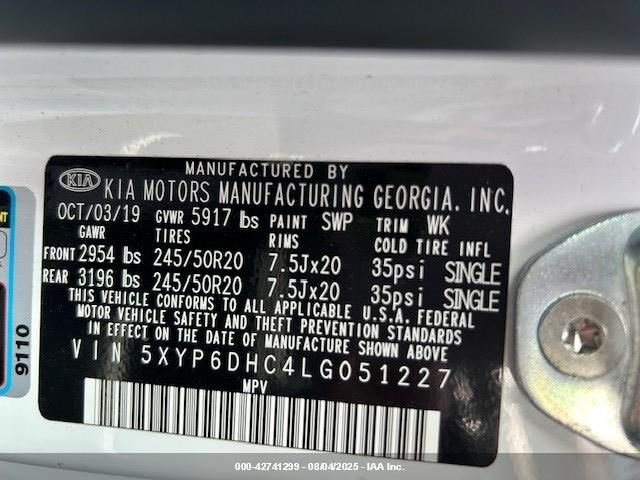 MANUFACTURED BY
KIA KIA MOTORS MANUFACTURING GEORGIA, INC.
OCT/03/19 GVWR 5917 lbs PAINT SWP TRIM WK
GAWR TIRES RIMS COLD TIRE INFL
FRONT 2954 lbs 245/50R20 7.5Jx20 35psi SINGLE
REAR 3196 lbs 245/50R20 7.5Jx20 35psi SINGLE
THIS VEHICLE CONFORMS TO ALL APPLICABLE U.S.A. FEDERAL
MOTOR VEHICLE SAFETY AND THEFT PREVENTION STANDARDS
IN EFFECT ON THE DATE OF MANUFACTURE SHOWN ABOVE
VIN 5XYP6DHC4LG051227
MPV
9110
000-42741299 - 08/04/2025 - IAA Inc.